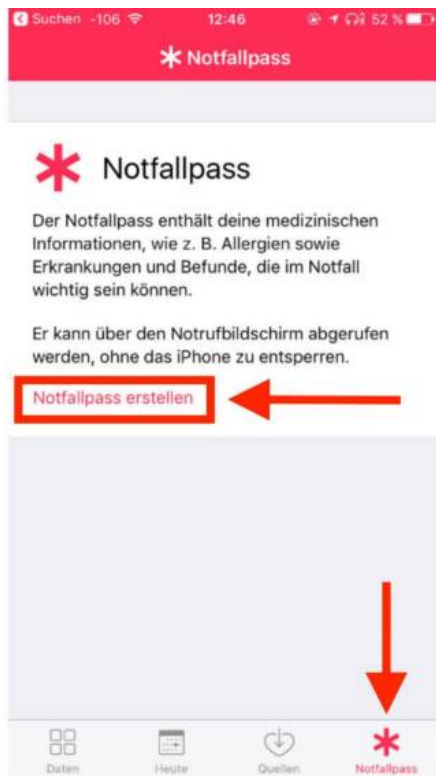 Suchen -106 12:46 52 %
Notfallpass
Notfallpass
Der Notfallpass enthält deine medizinischen
Informationen, wie z. B. Allergien sowie
Erkrankungen und Befunde, die im Notfall
wichtig sein können.
Er kann über den Notrufbildschirm abgerufen
werden, ohne das iPhone zu entsperren.
Notfallpass erstellen
Daten Heute Quellen Notfallpass